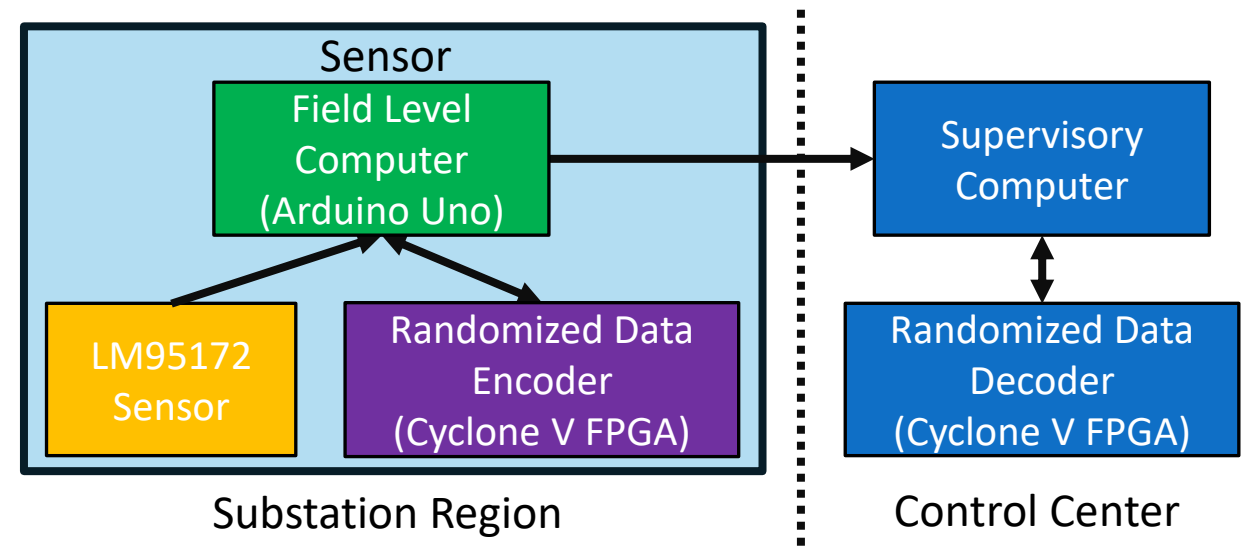 Sensor
Field Level
Computer
(Arduino Uno)
LM95172
Sensor
Randomized Data
Encoder
(Cyclone V FPGA)
Substation Region
Supervisory
Computer
Randomized Data
Decoder
(Cyclone V FPGA)
Control Center